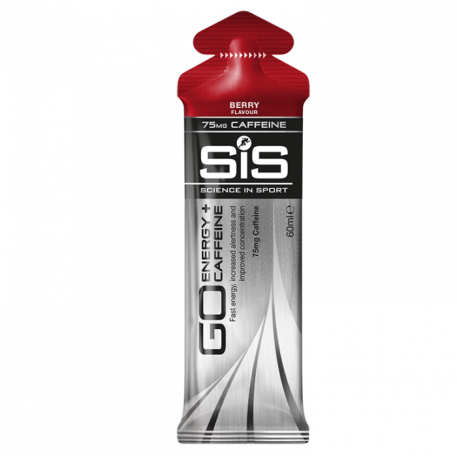 BERRY
FLAVOUR
75MG CAFFEINE
SiS
SCIENCE IN SPORT
GO
ENERGY +
CAFFEINE
Fast energy, increased alertness and
improved concentration
75mg Caffeine
60ml e